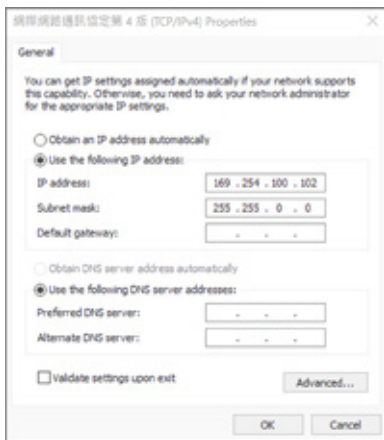 網際網路通訊協定第 4 版 (TCP/IPv4) Properties
General
You can get IP settings assigned automatically if your network supports
this capability. Otherwise, you need to ask your network administrator
for the appropriate IP settings.
Obtain an IP address automatically
Use the following IP address:
IP address: 169 . 254 . 100 . 102
Subnet mask: 255 . 255 . 0 . 0
Default gateway: . . .
Obtain DNS server address automatically
Use the following DNS server addresses:
Preferred DNS server: . . .
Alternate DNS server: . . .
Validate settings upon exit
Advanced...
OK Cancel